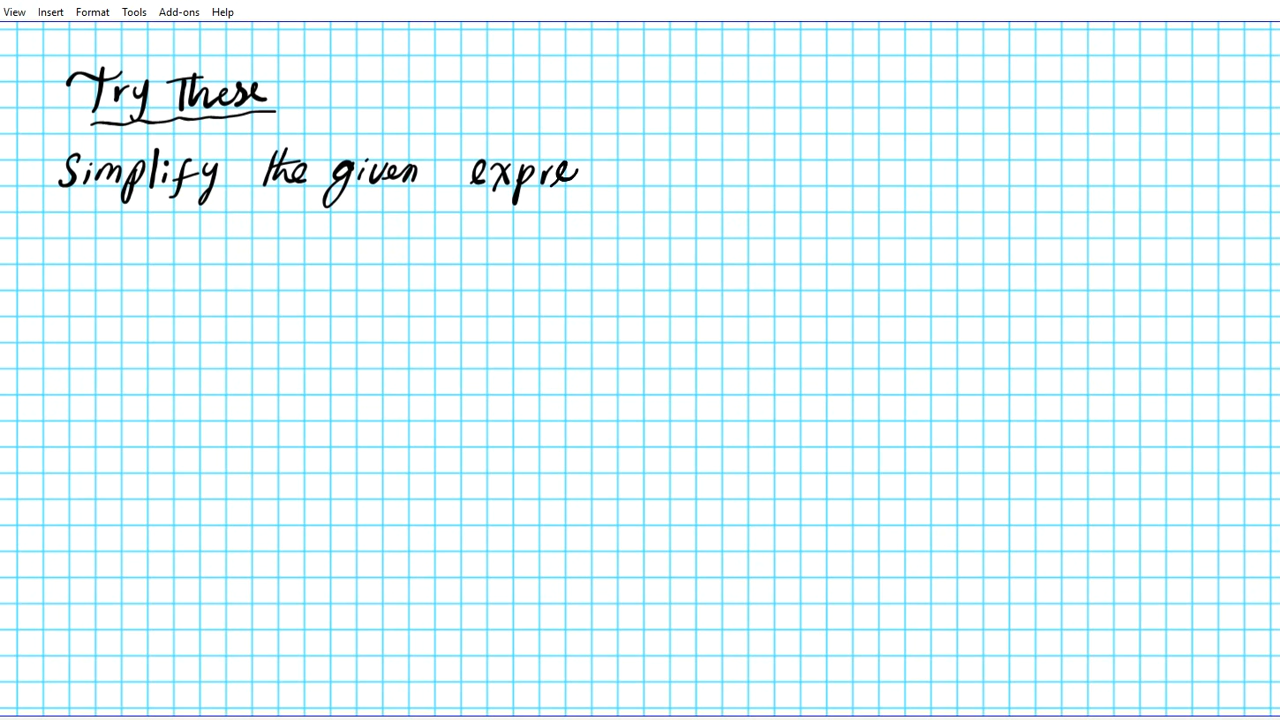 View Insert Format Tools Add-ons Help
Try These
Simplify the given expre